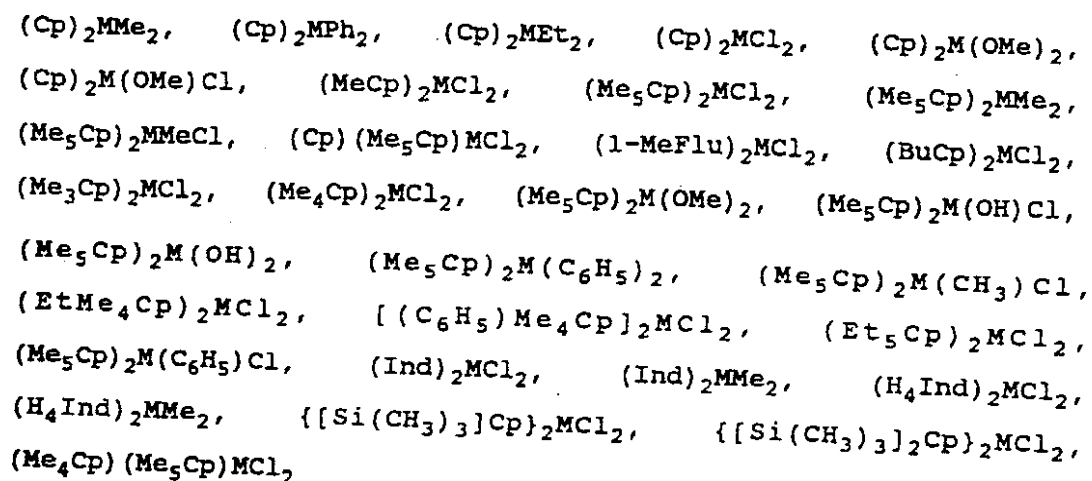 (Cp)₂MMe₂, (Cp)₂MPh₂, (Cp)₂MEt₂, (Cp)₂MCl₂, (Cp)₂M(OMe)₂,
(Cp)₂M(OMe)Cl, (MeCp)₂MCl₂, (Me₅Cp)₂MCl₂, (Me₅Cp)₂MMe₂,
(Me₅Cp)₂MMeCl, (Cp)(Me₅Cp)MCl₂, (1-MeFlu)₂MCl₂, (BuCp)₂MCl₂,
(Me₃Cp)₂MCl₂, (Me₄Cp)₂MCl₂, (Me₅Cp)₂M(OMe)₂, (Me₅Cp)₂M(OH)Cl,
(Me₅Cp)₂M(OH)₂, (Me₅Cp)₂M(C₆H₅)₂, (Me₅Cp)₂M(CH₃)Cl,
(EtMe₄Cp)₂MCl₂, [(C₆H₅)Me₄Cp]₂MCl₂, (Et₅Cp)₂MCl₂,
(Me₅Cp)₂M(C₆H₅)Cl, (Ind)₂MCl₂, (Ind)₂MMe₂, (H₄Ind)₂MCl₂,
(H₄Ind)₂MMe₂, {[Si(CH₃)₃]Cp}₂MCl₂, {[Si(CH₃)₃]₂Cp}₂MCl₂,
(Me₄Cp)(Me₅Cp)MCl₂